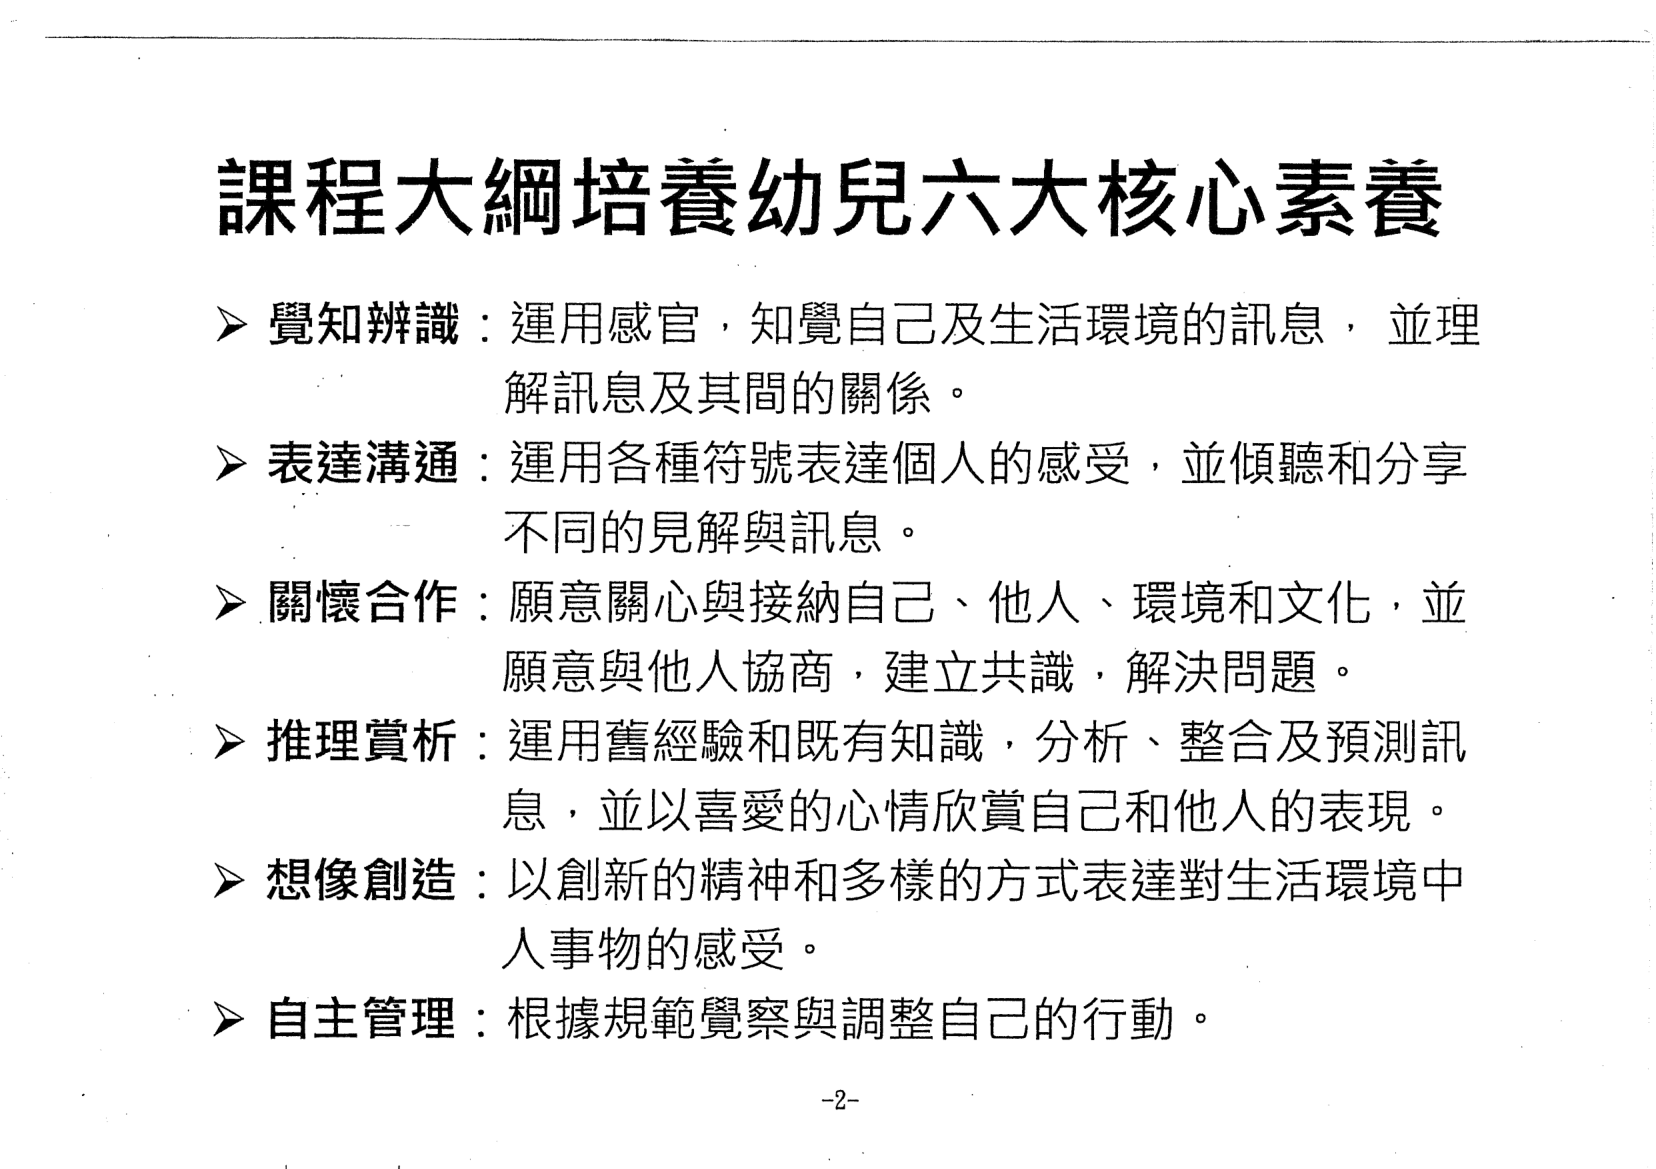 課程大綱培養幼兒六大核心素養
➢ 覺知辨識：運用感官，知覺自己及生活環境的訊息， 並理
解訊息及其間的關係。
➢ 表達溝通：運用各種符號表達個人的感受，並傾聽和分享
不同的見解與訊息。
➢ 關懷合作：願意關心與接納自己、他人、環境和文化，並
願意與他人協商，建立共識，解決問題。
➢ 推理賞析：運用舊經驗和既有知識，分析、整合及預測訊
息，並以喜愛的心情欣賞自己和他人的表現。
➢ 想像創造：以創新的精神和多樣的方式表達對生活環境中
人事物的感受。
➢ 自主管理：根據規範覺察與調整自己的行動。
-2-